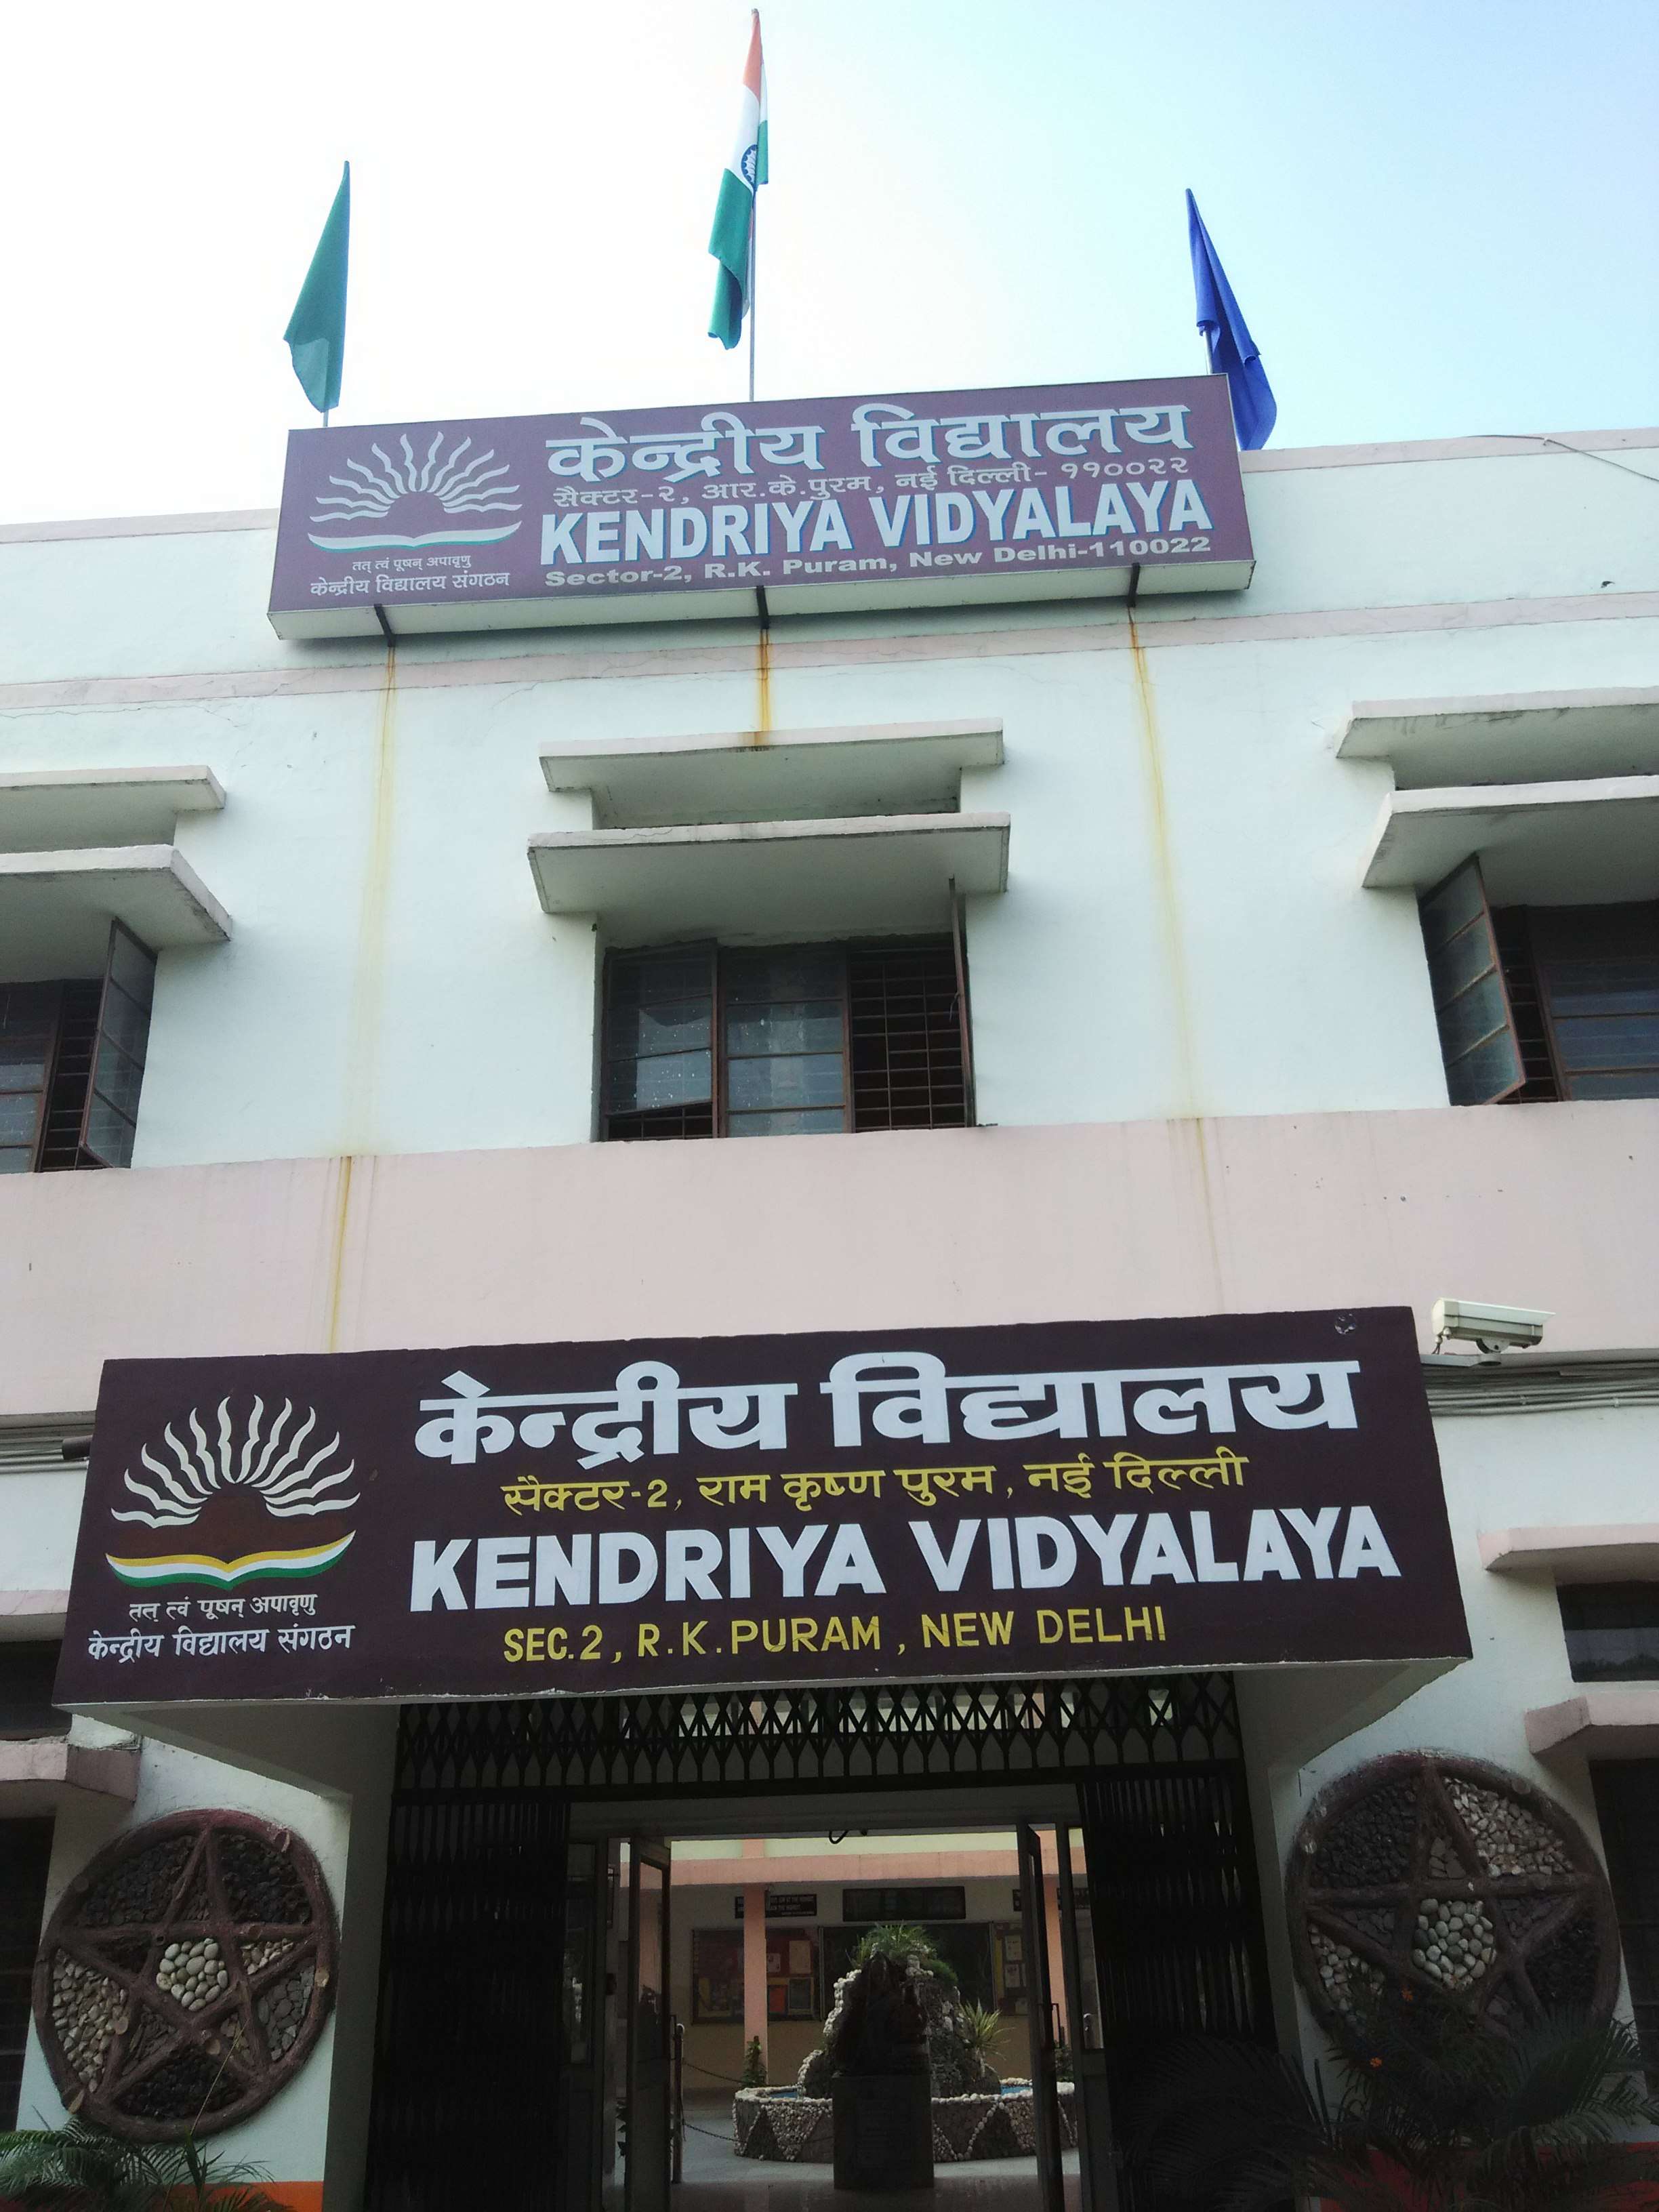 केन्द्रीय विद्यालय
सैक्टर-२, आर.के.पुरम, नई दिल्ली- ११००२२
KENDRIYA VIDYALAYA
Sector-2, R.K. Puram, New Delhi-110022
तत् त्वं पूषन् अपावृणु
केन्द्रीय विद्यालय संगठन
केन्द्रीय विद्यालय
सैक्टर-2, राम कृष्ण पुरम, नई दिल्ली
KENDRIYA VIDYALAYA
SEC.2, R.K.PURAM, NEW DELHI
तत् त्वं पूषन् अपावृणु
केन्द्रीय विद्यालय संगठन